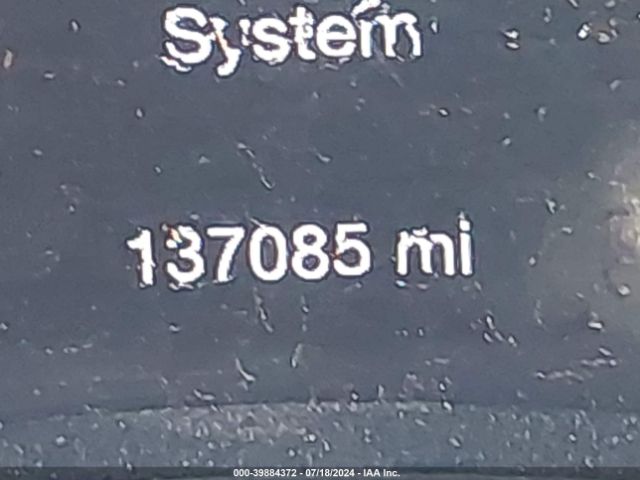 System
137085 mi
000-39884372 - 07/18/2024 - IAA Inc.